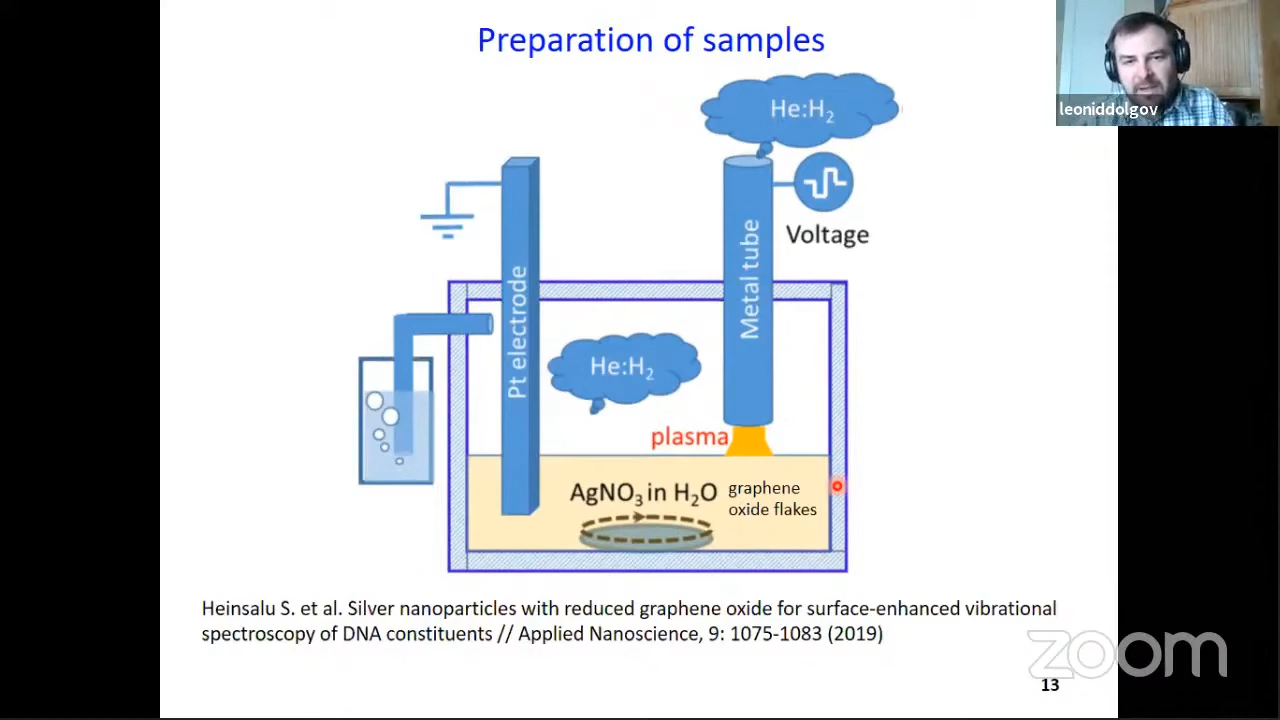 Preparation of samples
leoniddolgov
He:H₂
Voltage
Metal tube
Pt electrode
He:H₂
plasma
AgNO₃ in H₂O
graphene
oxide flakes
Heinsalu S. et al. Silver nanoparticles with reduced graphene oxide for surface-enhanced vibrational
spectroscopy of DNA constituents // Applied Nanoscience, 9: 1075-1083 (2019)
zoom
13